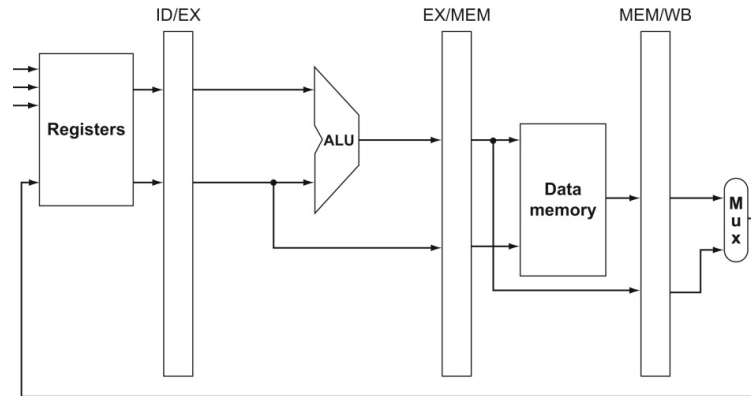 ID/EX
EX/MEM
MEM/WB
Registers
ALU
Data
memory
M
u
x